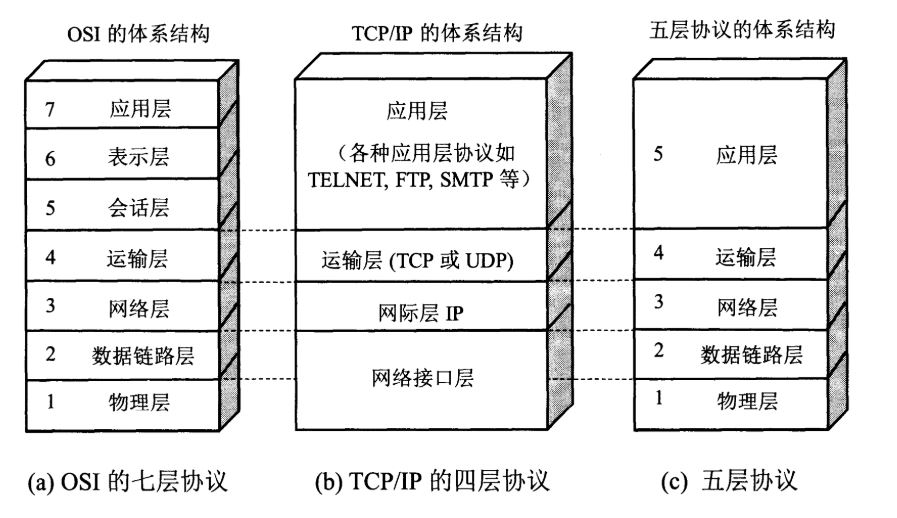 OSI 的体系结构
7 应用层
6 表示层
5 会话层
4 运输层
3 网络层
2 数据链路层
1 物理层
(a) OSI 的七层协议
TCP/IP 的体系结构
应用层
(各种应用层协议如
TELNET, FTP, SMTP 等)
运输层 (TCP 或 UDP)
网际层 IP
网络接口层
(b) TCP/IP 的四层协议
五层协议的体系结构
5 应用层
4 运输层
3 网络层
2 数据链路层
1 物理层
(c) 五层协议